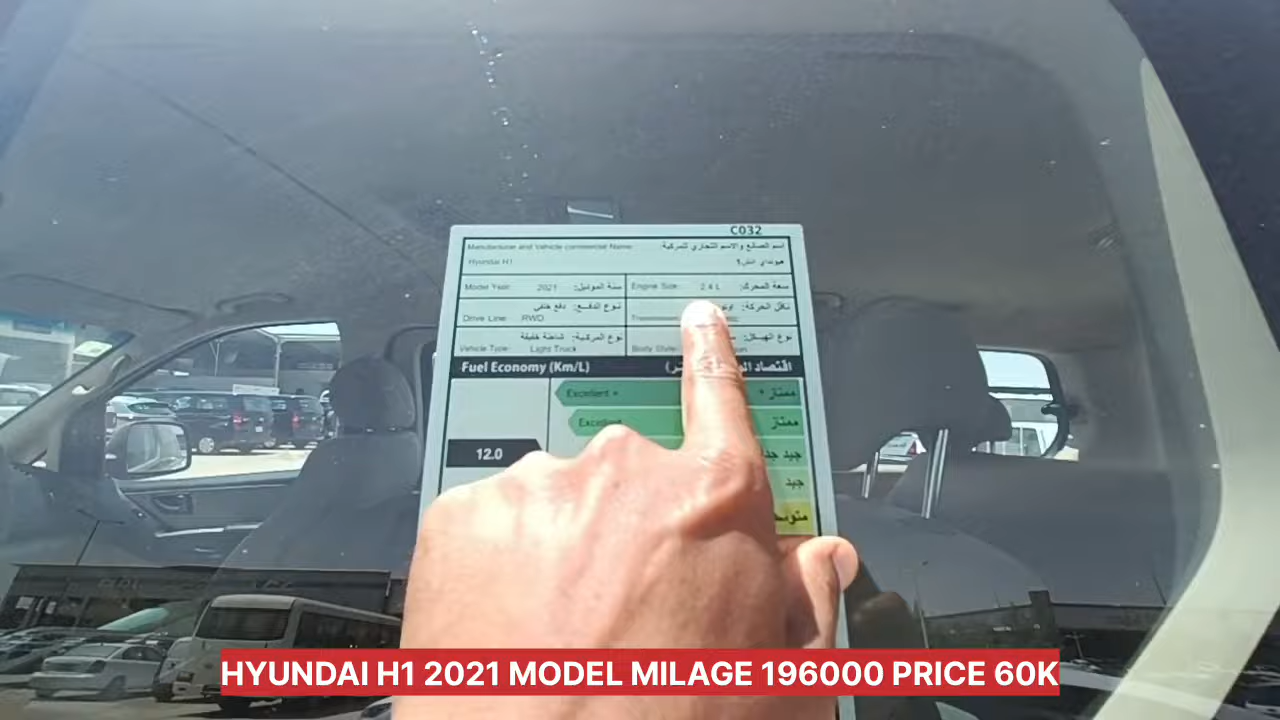 C032
Manufacturer and Vehicle commercial Name: اسم الصانع والاسم التجاري للمركبة:
Hyundai H1 هيونداي اتش1
Model Year: 2021 سنة الموديل: Engine Size: 2.4 L سعة المحرك:
نوع الدفع: دفع خلفي ناقل الحركة:
Drive Line: RWD
نوع المركبة: شاحنة خفيفة نوع الهيكل:
Vehicle Type: Light Truck Body Style:
Fuel Economy (Km/L) اقتصاد
Excellent + ممتاز +
Excellent ممتاز
12.0 جيد جدا
جيد
HYUNDAI H1 2021 MODEL MILAGE 196000 PRICE 60K